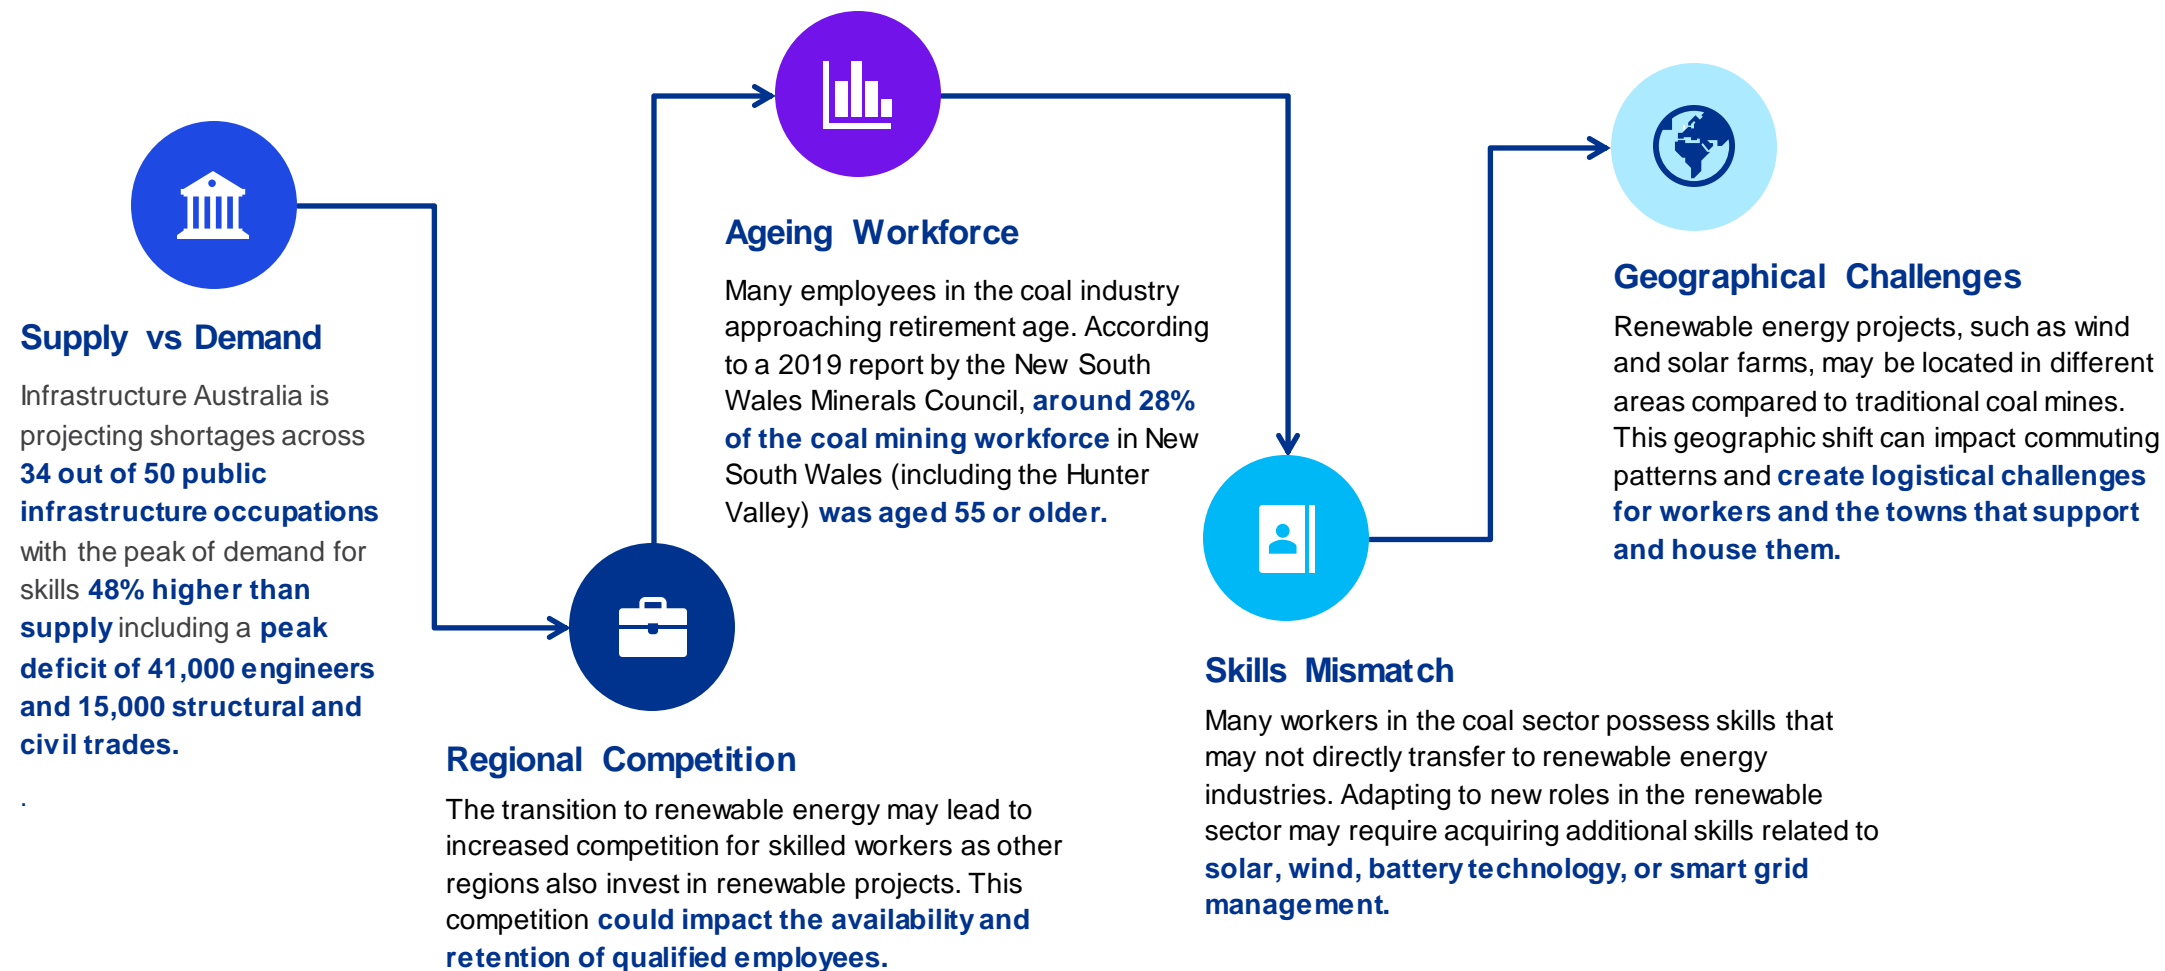 Supply vs Demand
Infrastructure Australia is
projecting shortages across
34 out of 50 public
infrastructure occupations
with the peak of demand for
skills 48% higher than
supply including a peak
deficit of 41,000 engineers
and 15,000 structural and
civil trades.
.
Regional Competition
The transition to renewable energy may lead to
increased competition for skilled workers as other
regions also invest in renewable projects. This
competition could impact the availability and
retention of qualified employees.
Ageing Workforce
Many employees in the coal industry
approaching retirement age. According
to a 2019 report by the New South
Wales Minerals Council, around 28%
of the coal mining workforce in New
South Wales (including the Hunter
Valley) was aged 55 or older.
Skills Mismatch
Many workers in the coal sector possess skills that
may not directly transfer to renewable energy
industries. Adapting to new roles in the renewable
sector may require acquiring additional skills related to
solar, wind, battery technology, or smart grid
management.
Geographical Challenges
Renewable energy projects, such as wind
and solar farms, may be located in different
areas compared to traditional coal mines.
This geographic shift can impact commuting
patterns and create logistical challenges
for workers and the towns that support
and house them.